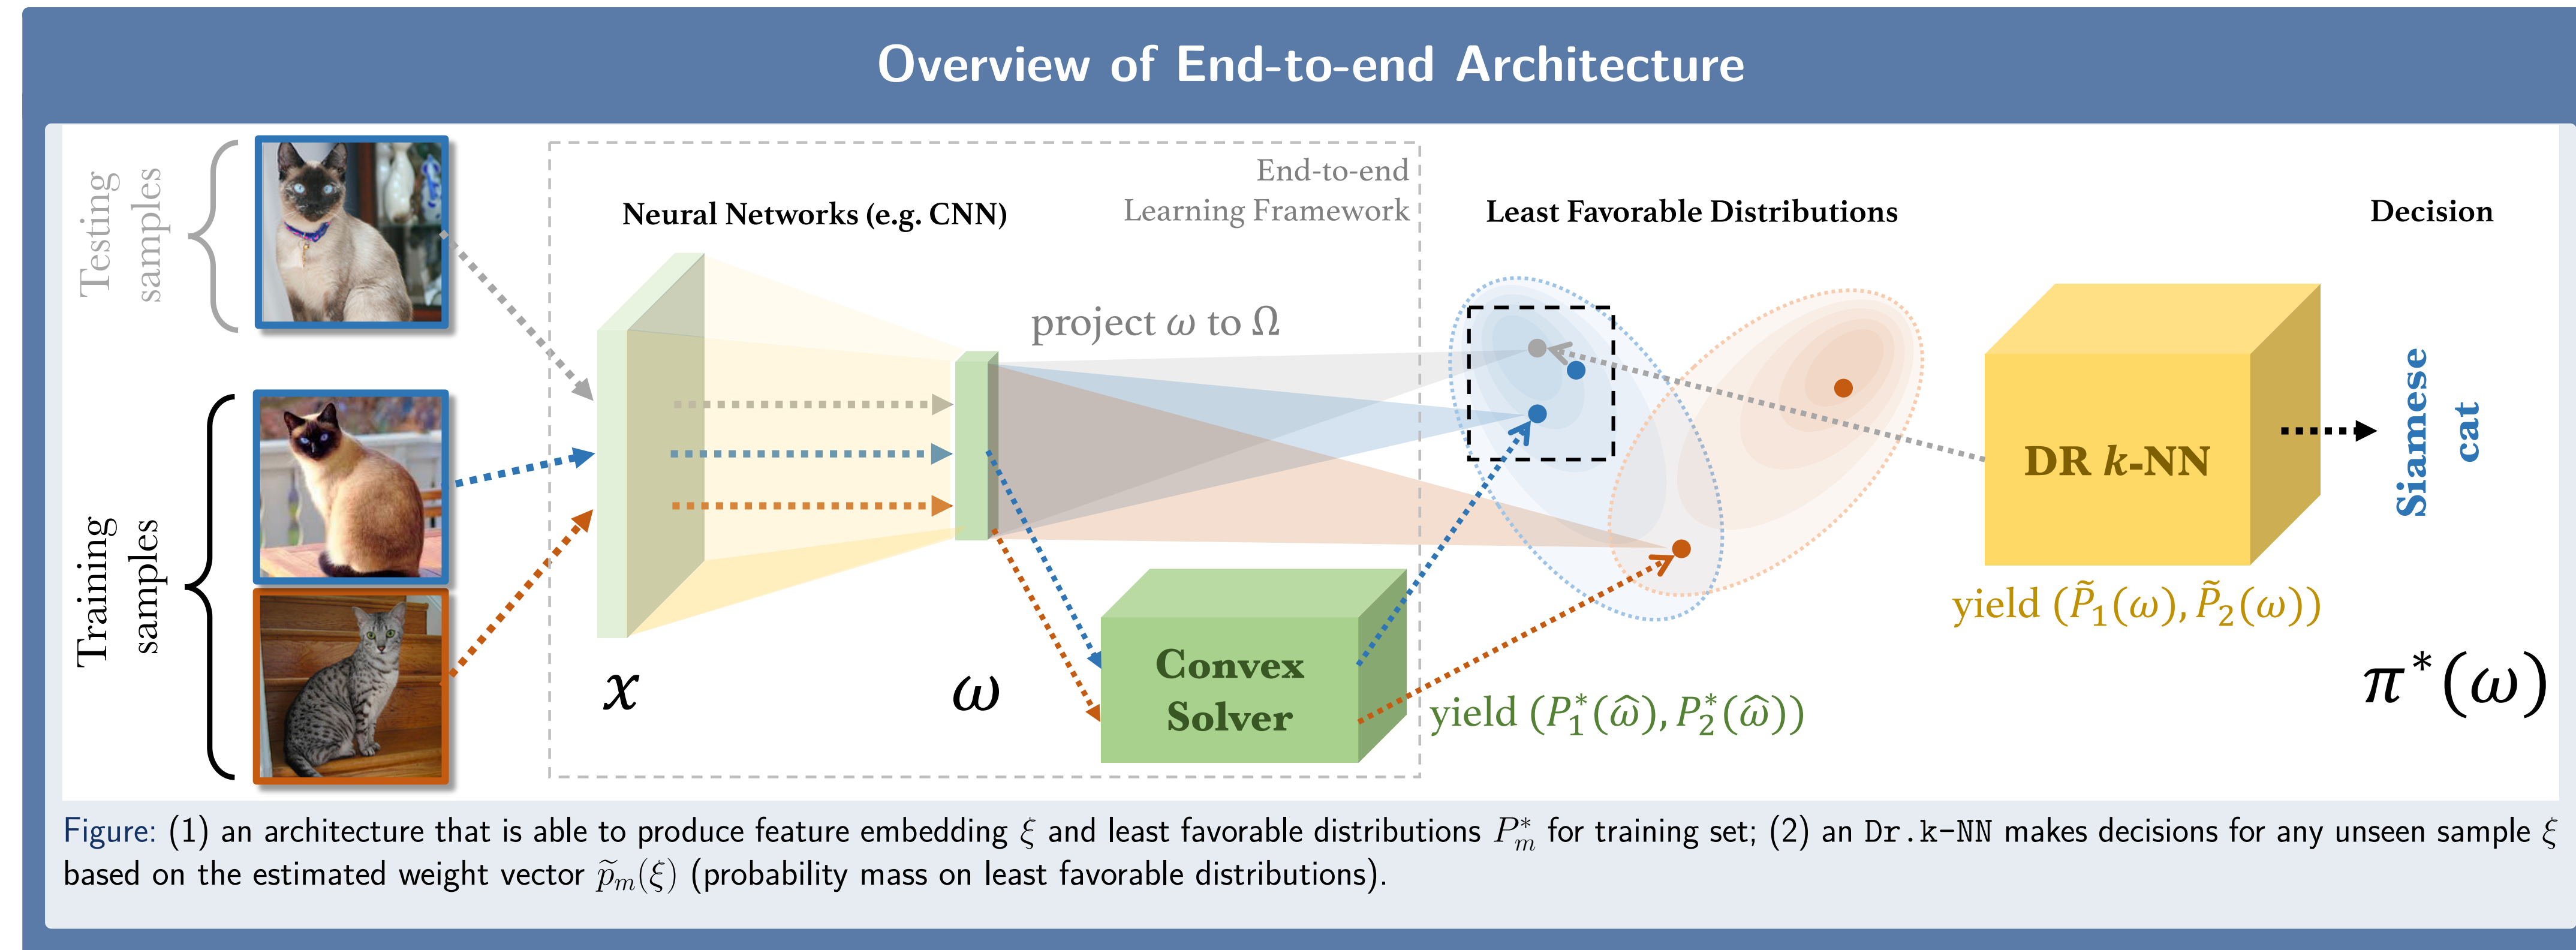 Overview of End-to-end Architecture
Testing
samples
Training
samples
Neural Networks (e.g. CNN)
End-to-end
Learning Framework
Least Favorable Distributions
Decision
project ω to Ω
x
ω
Convex
Solver
yield (P₁*(ω̂), P₂*(ω̂))
DR k-NN
yield (P̃₁(ω), P̃₂(ω))
Siamese
cat
π*(ω)
Figure: (1) an architecture that is able to produce feature embedding ξ and least favorable distributions P*ₘ for training set; (2) an Dr.k-NN makes decisions for any unseen sample ξ
based on the estimated weight vector p̃ₘ(ξ) (probability mass on least favorable distributions).